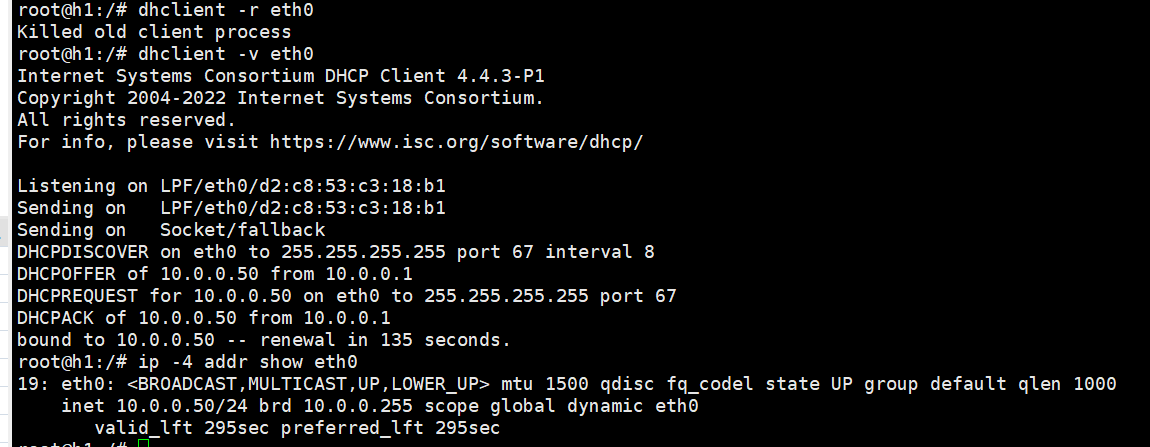 root@h1:/# dhclient -r eth0
Killed old client process
root@h1:/# dhclient -v eth0
Internet Systems Consortium DHCP Client 4.4.3-P1
Copyright 2004-2022 Internet Systems Consortium.
All rights reserved.
For info, please visit https://www.isc.org/software/dhcp/

Listening on LPF/eth0/d2:c8:53:c3:18:b1
Sending on   LPF/eth0/d2:c8:53:c3:18:b1
Sending on   Socket/fallback
DHCPDISCOVER on eth0 to 255.255.255.255 port 67 interval 8
DHCPOFFER of 10.0.0.50 from 10.0.0.1
DHCPREQUEST for 10.0.0.50 on eth0 to 255.255.255.255 port 67
DHCPACK of 10.0.0.50 from 10.0.0.1
bound to 10.0.0.50 -- renewal in 135 seconds.
root@h1:/# ip -4 addr show eth0
19: eth0: <BROADCAST,MULTICAST,UP,LOWER_UP> mtu 1500 qdisc fq_codel state UP group default qlen 1000
    inet 10.0.0.50/24 brd 10.0.0.255 scope global dynamic eth0
       valid_lft 295sec preferred_lft 295sec
root@h1:/#